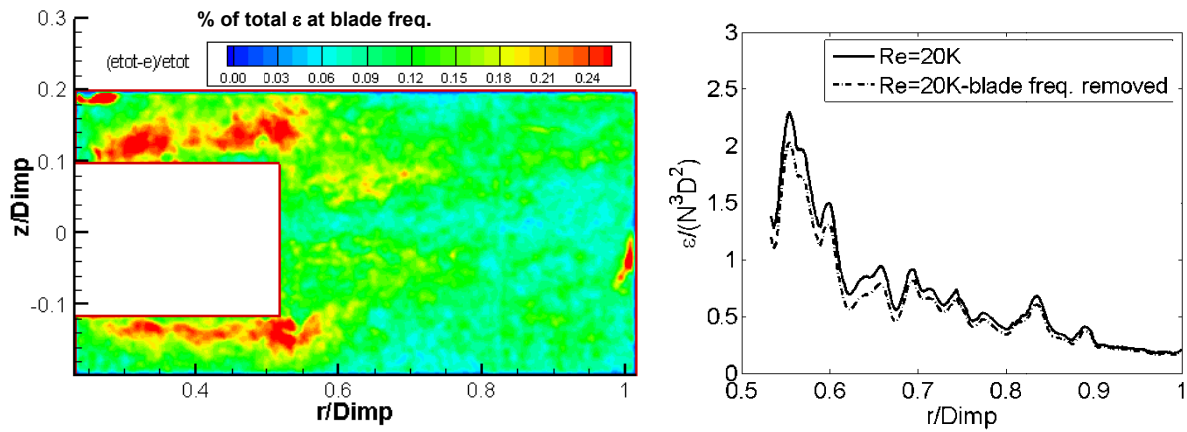 % of total ε at blade freq.
(etot-e)/etot
0.00 0.03 0.06 0.09 0.12 0.15 0.18 0.21 0.24
0.3
0.2
0.1
0
-0.1
z/Dimp
0.4 0.6 0.8 1
r/Dimp
Re=20K
Re=20K-blade freq. removed
3
2.5
2
1.5
1
0.5
0
ε/(N³D²)
0.5 0.6 0.7 0.8 0.9 1
r/Dimp